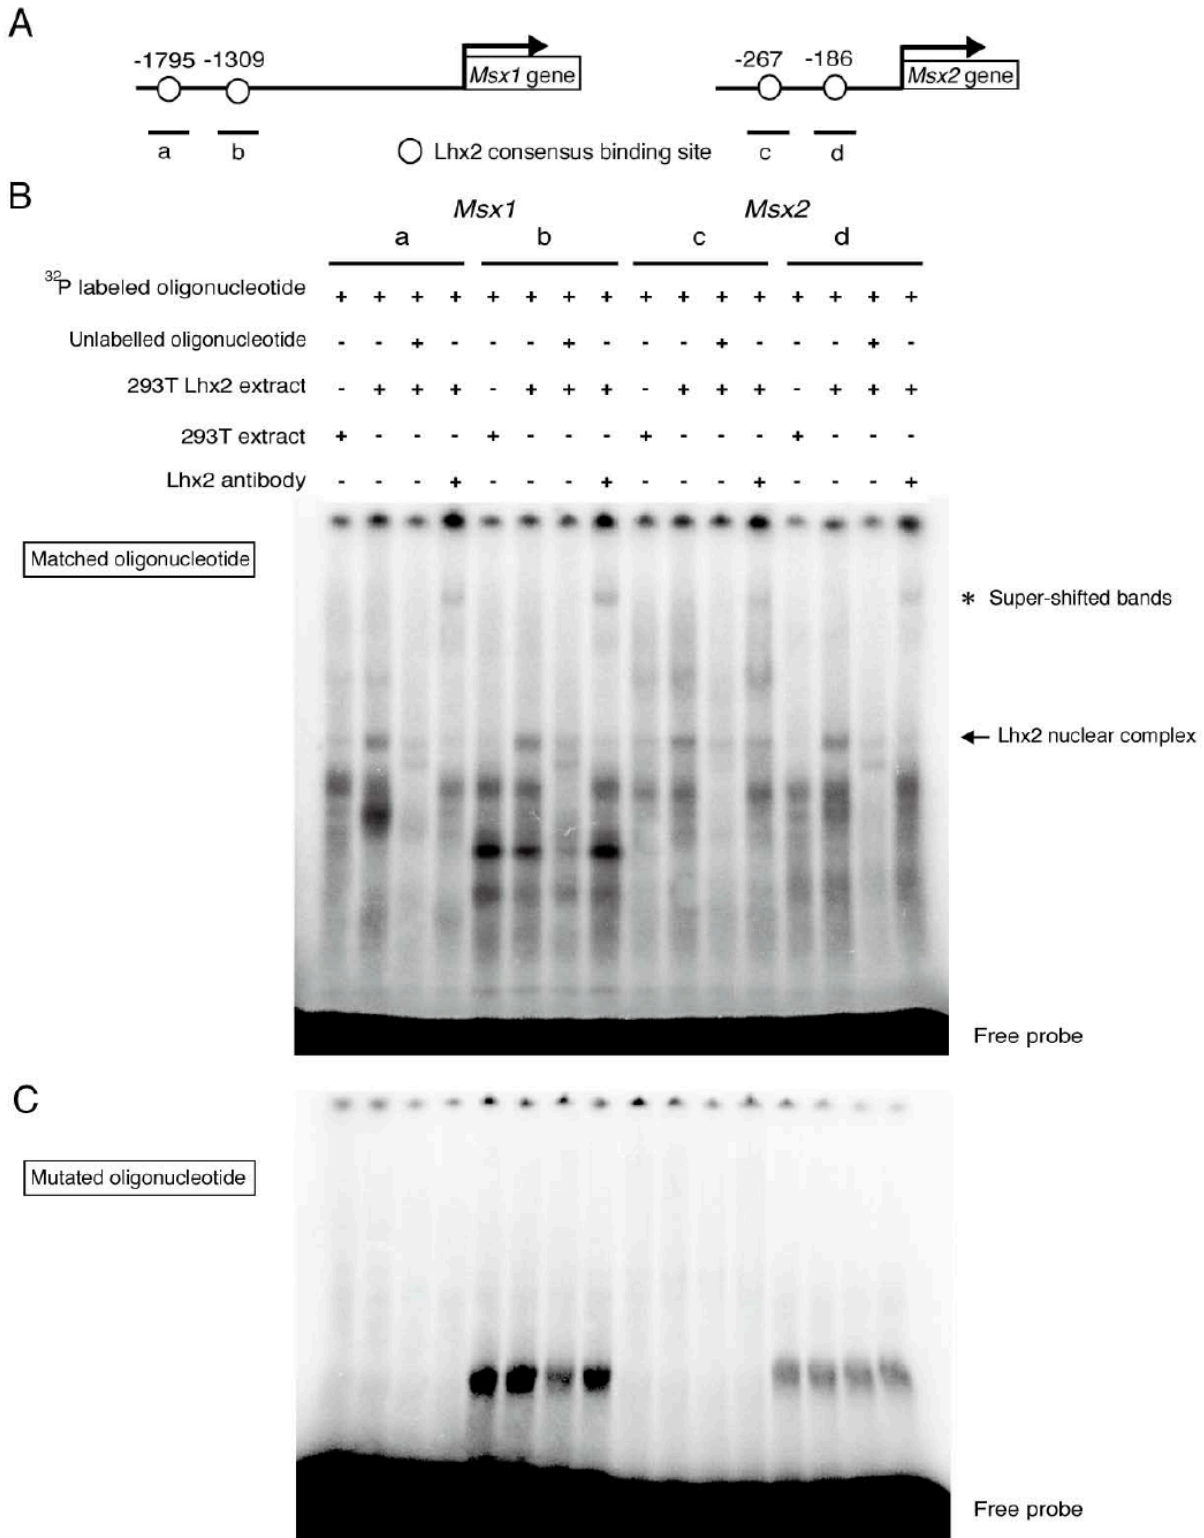 A
-1795 -1309
Msx1 gene
-267 -186
Msx2 gene
a b
Lhx2 consensus binding site
c d
B
Msx1 Msx2
a b c d
32P labeled oligonucleotide + + + + + + + + + + + + + + + +
Unlabelled oligonucleotide - - + - - - + - - - + - - - + -
293T Lhx2 extract - + + + - + + + - + + + - + + +
293T extract + - - - + - - - + - - - + - - -
Lhx2 antibody - - - + - - - + - - - + - - - +
Matched oligonucleotide
* Super-shifted bands
Lhx2 nuclear complex
Free probe
C
Mutated oligonucleotide
Free probe